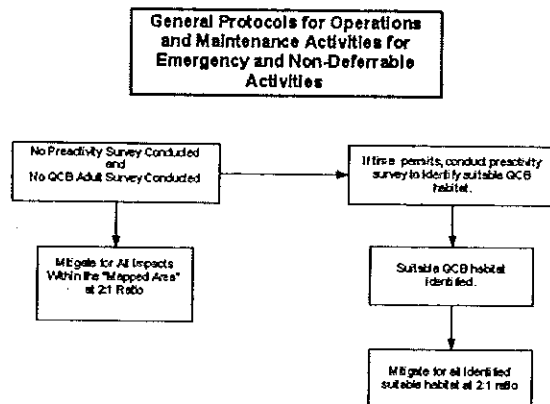 General Protocols for Operations
and Maintenance Activities for
Emergency and Non-Deferrable
Activities
No Preactivity Survey Conducted
and
No QCB Adult Survey Conducted
If time permits, conduct preactivity
survey to identify suitable QCB
habitat.
Mitigate for All Impacts
Within the "Mapped Area"
at 2:1 Ratio
Suitable QCB habitat
identified.
Mitigate for all identified
suitable habitat at 2:1 ratio